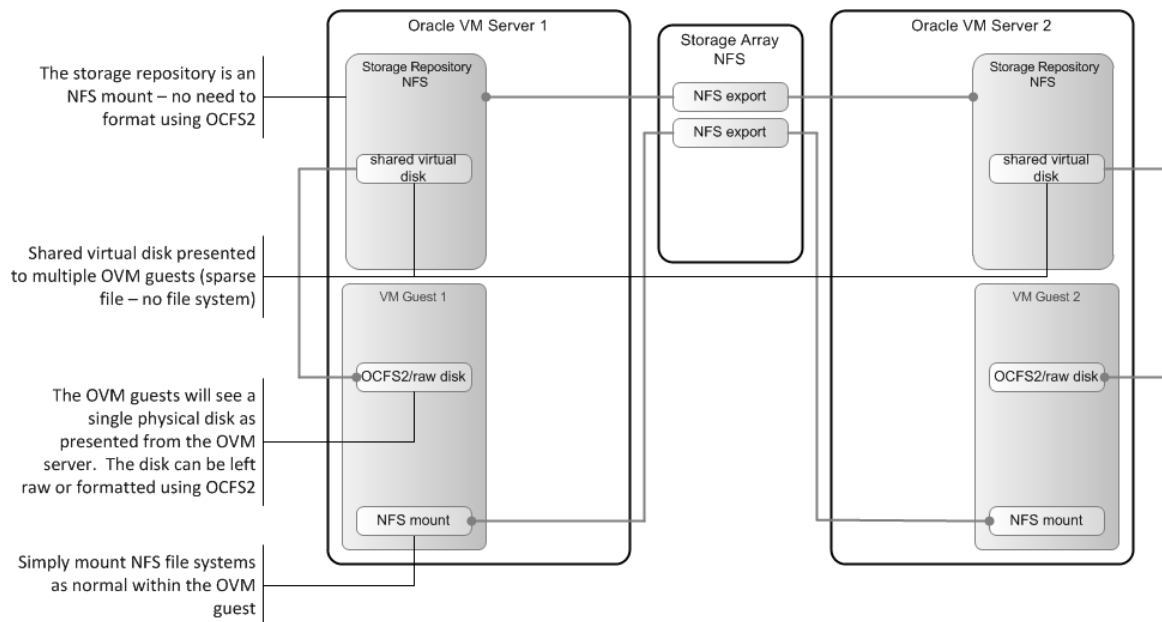 Oracle VM Server 1
Storage Array
NFS
Oracle VM Server 2
The storage repository is an
NFS mount – no need to
format using OCFS2
Storage Repository
NFS
NFS export
NFS export
Storage Repository
NFS
shared virtual
disk
shared virtual
disk
Shared virtual disk presented
to multiple OVM guests (sparse
file – no file system)
VM Guest 1
VM Guest 2
The OVM guests will see a
single physical disk as
presented from the OVM
server.  The disk can be left
raw or formatted using OCFS2
OCFS2/raw disk
OCFS2/raw disk
NFS mount
NFS mount
Simply mount NFS file systems
as normal within the OVM
guest